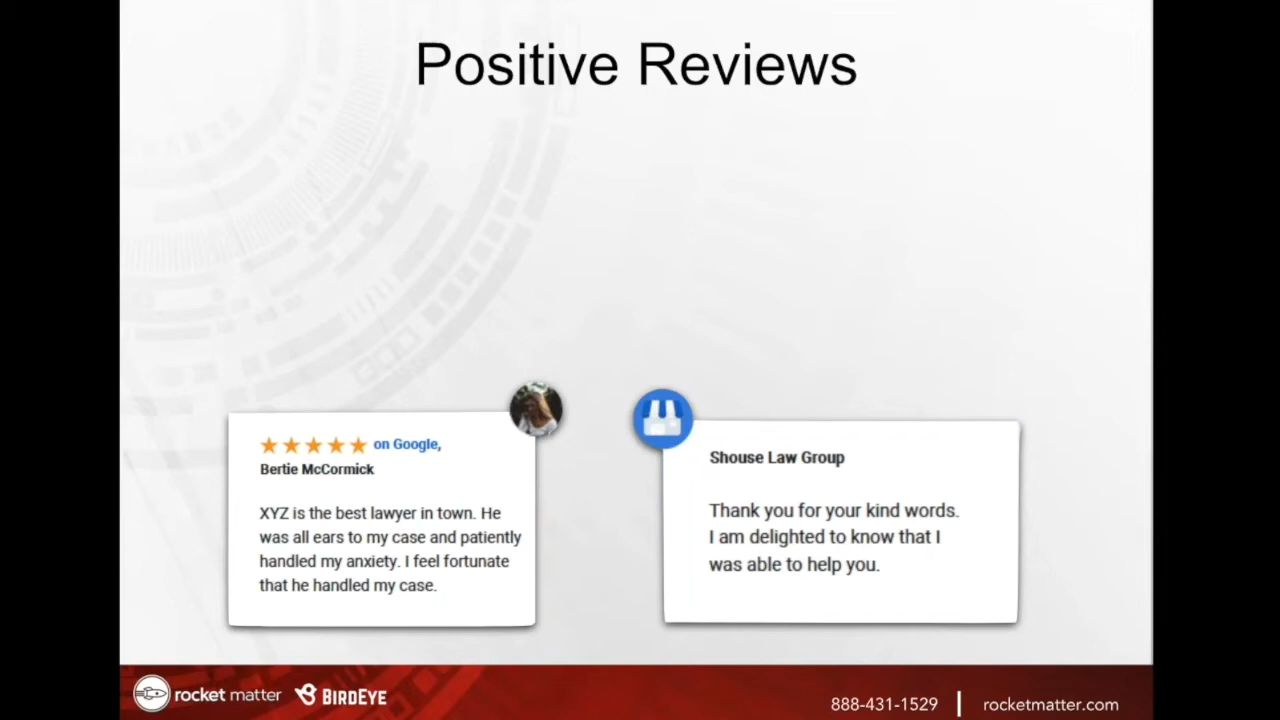 Positive Reviews
on Google,
Bertie McCormick
XYZ is the best lawyer in town. He
was all ears to my case and patiently
handled my anxiety. I feel fortunate
that he handled my case.
Shouse Law Group
Thank you for your kind words.
I am delighted to know that I
was able to help you.
rocket matter BIRDEYE
888-431-1529 | rocketmatter.com